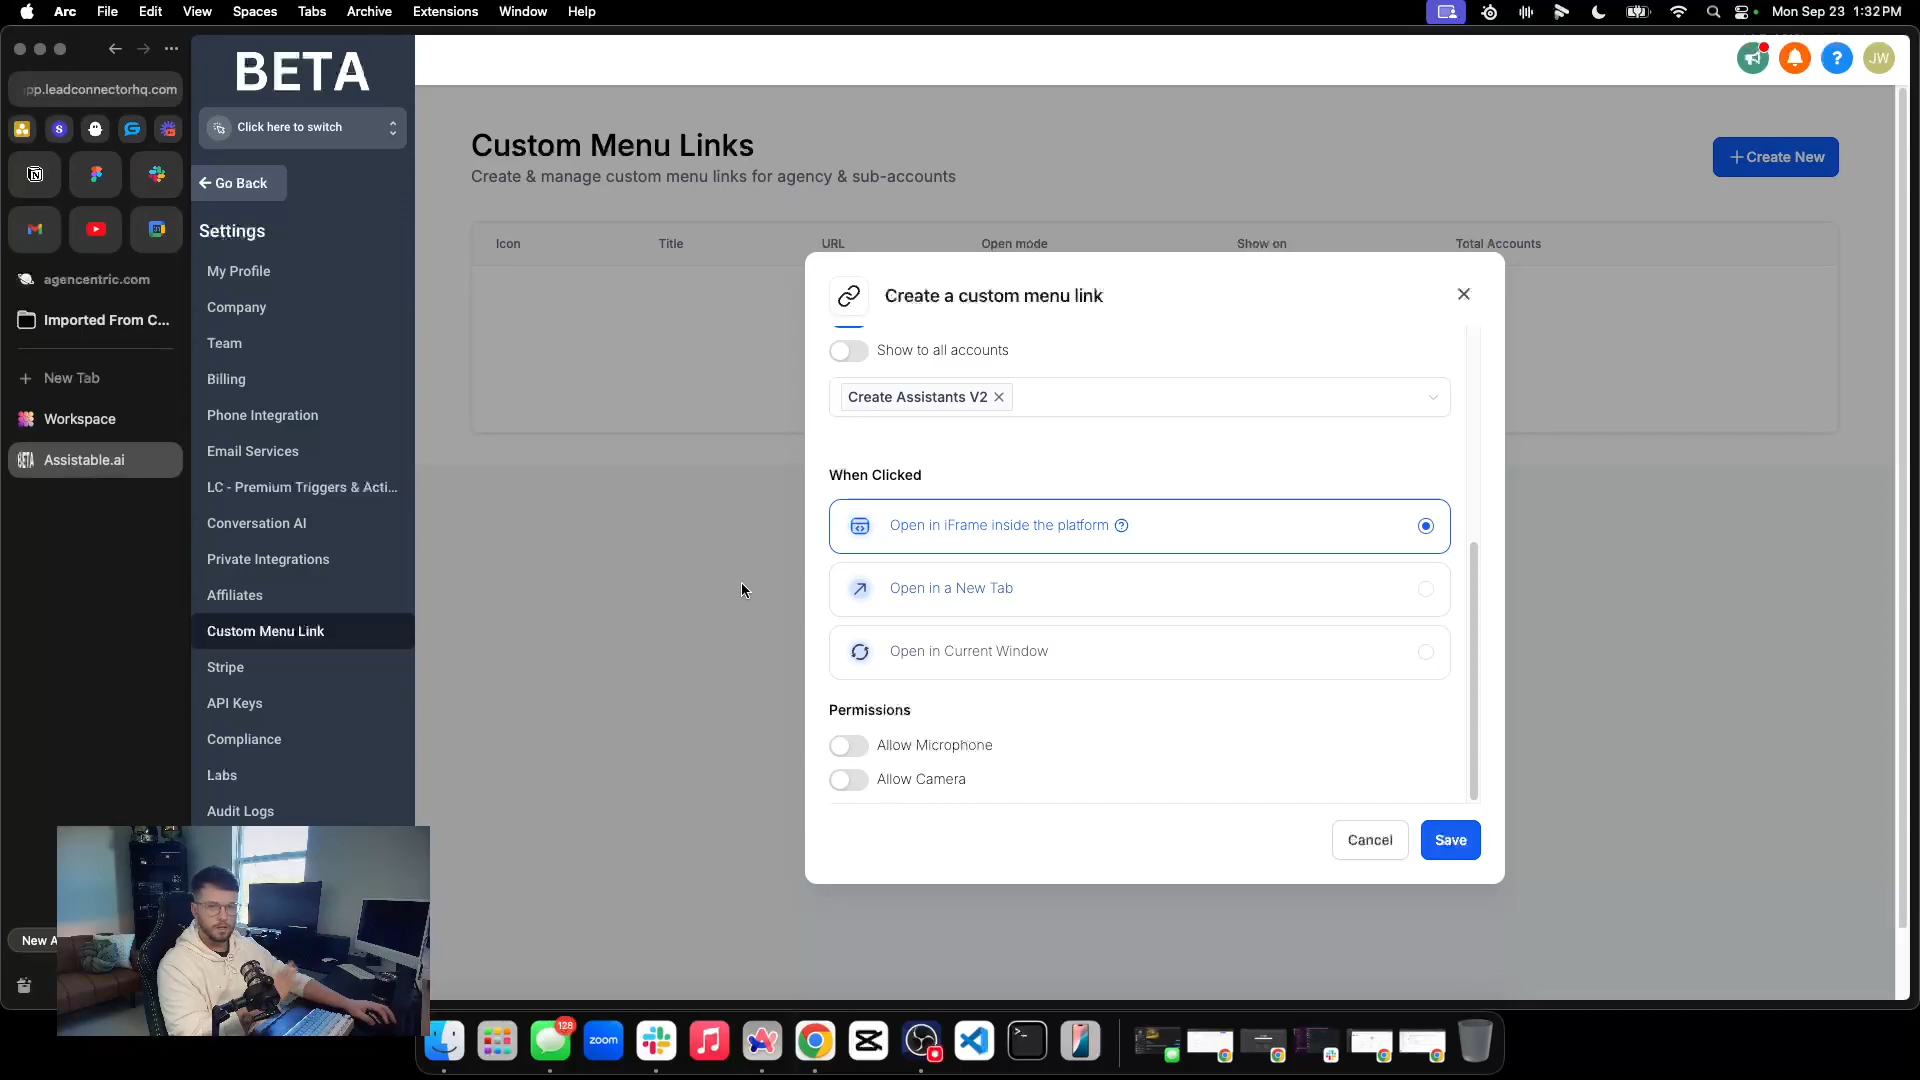 Arc File Edit View Spaces Tabs Archive Extensions Window Help
Mon Sep 23 1:32 PM
pp.leadconnectorhq.com
agencentric.com
Imported From C...
New Tab
Workspace
BETA Assistable.ai
New A
BETA
Click here to switch
Go Back
Settings
My Profile
Company
Team
Billing
Phone Integration
Email Services
LC - Premium Triggers & Acti...
Conversation AI
Private Integrations
Affiliates
Custom Menu Link
Stripe
API Keys
Compliance
Labs
Audit Logs
JW
Custom Menu Links
Create & manage custom menu links for agency & sub-accounts
+ Create New
Icon Title URL Open mode Show on Total Accounts
Create a custom menu link
Show to all accounts
Create Assistants V2
When Clicked
Open in iFrame inside the platform
Open in a New Tab
Open in Current Window
Permissions
Allow Microphone
Allow Camera
Cancel
Save
128
zoom